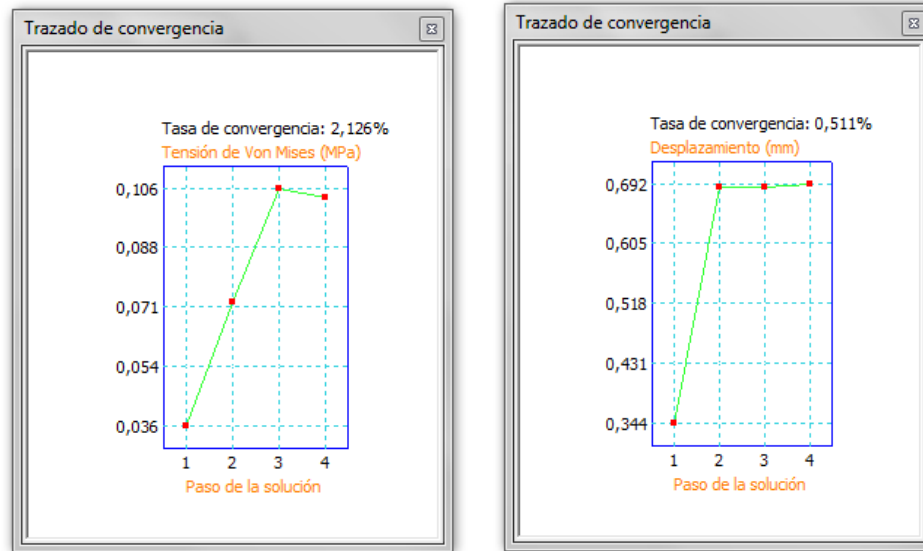 Trazado de convergencia
Tasa de convergencia: 2,126%
Tensión de Von Mises (MPa)
0,106
0,088
0,071
0,054
0,036
1 2 3 4
Paso de la solución
Trazado de convergencia
Tasa de convergencia: 0,511%
Desplazamiento (mm)
0,692
0,605
0,518
0,431
0,344
1 2 3 4
Paso de la solución